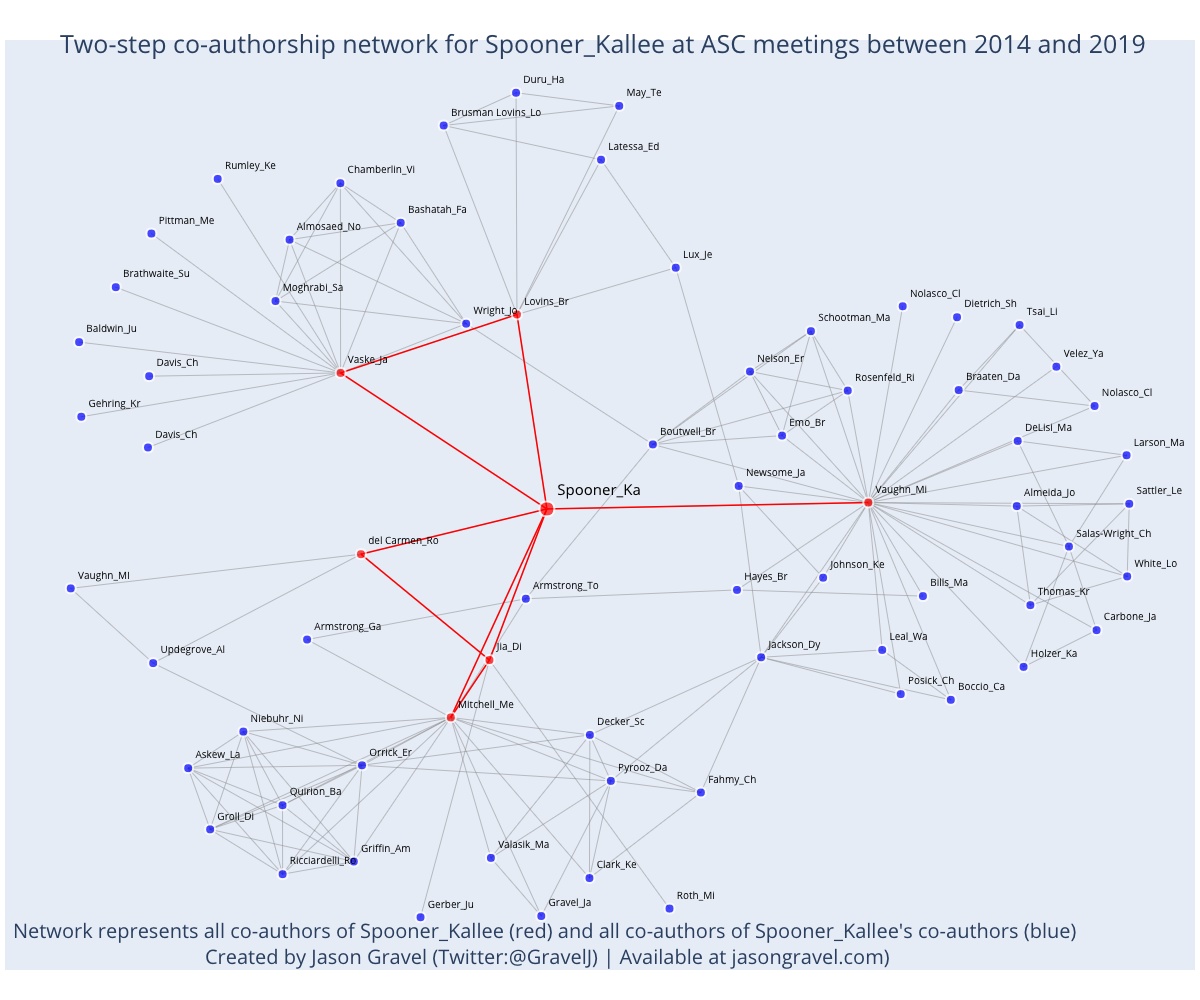 Two-step co-authorship network for Spooner_Kallee at ASC meetings between 2014 and 2019
Duru_Ha
May_Te
Brusman Lovins_Lo
Latessa_Ed
Rumley_Ke
Chamberlin_Vi
Bashatah_Fa
Pittman_Me
Almosaed_No
Lux_Je
Brathwaite_Su
Moghrabi_Sa
Wright_Jo
Lovins_Br
Nolasco_Cl
Dietrich_Sh
Tsai_Li
Schootman_Ma
Baldwin_Ju
Vaske_Ja
Nelson_Er
Velez_Ya
Davis_Ch
Rosenfeld_Ri
Braaten_Da
Nolasco_Cl
Gehring_Kr
Emo_Br
DeLisi_Ma
Davis_Ch
Boutwell_Br
Larson_Ma
Newsome_Ja
Spooner_Ka
Vaughn_Mi
Almeida_Jo
Sattler_Le
del Carmen_Ro
Salas-Wright_Ch
Vaughn_MI
Armstrong_To
Hayes_Br
Johnson_Ke
Bills_Ma
Thomas_Kr
White_Lo
Armstrong_Ga
Carbone_Ja
Updegrove_Al
Jia_Di
Jackson_Dy
Leal_Wa
Holzer_Ka
Mitchell_Me
Posick_Ch
Boccio_Ca
Niebuhr_Ni
Decker_Sc
Askew_La
Orrick_Er
Pyrooz_Da
Fahmy_Ch
Quirion_Ba
Groll_Di
Ricciardelli_Ro
Griffin_Am
Valasik_Ma
Clark_Ke
Gerber_Ju
Gravel_Ja
Roth_Mi
Network represents all co-authors of Spooner_Kallee (red) and all co-authors of Spooner_Kallee's co-authors (blue)
Created by Jason Gravel (Twitter:@GravelJ) | Available at jasongravel.com)